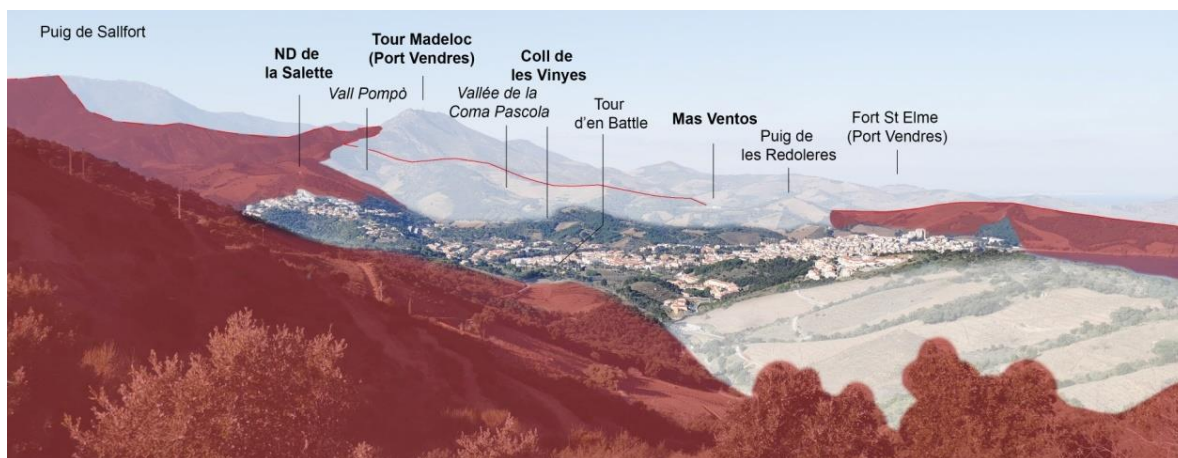 Puig de Sallfort
ND de
la Salette
Tour Madeloc
(Port Vendres)
Vall Pompò
Vallée de la
Coma Pascola
Coll de
les Vinyes
Tour
d'en Battle
Mas Ventos
Puig de
les Redoleres
Fort St Elme
(Port Vendres)